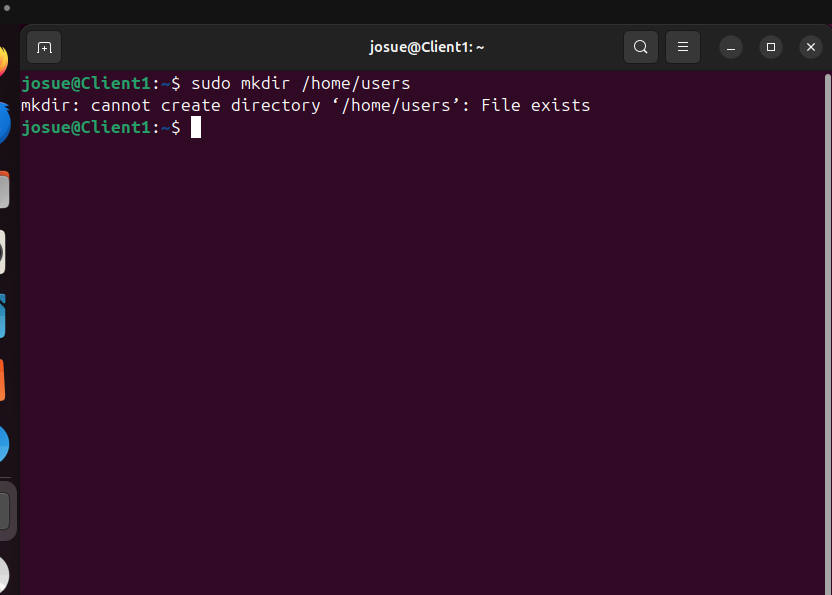 josue@Client1: ~
josue@Client1:~$ sudo mkdir /home/users
mkdir: cannot create directory ‘/home/users’: File exists
josue@Client1:~$